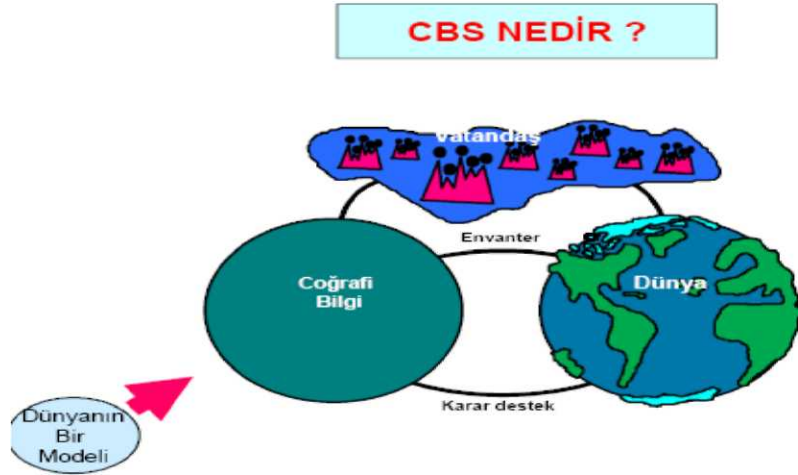 CBS NEDİR ?
Vatandaş
Envanter
Coğrafi
Bilgi
Dünya
Karar destek
Dünyanın
Bir
Modeli